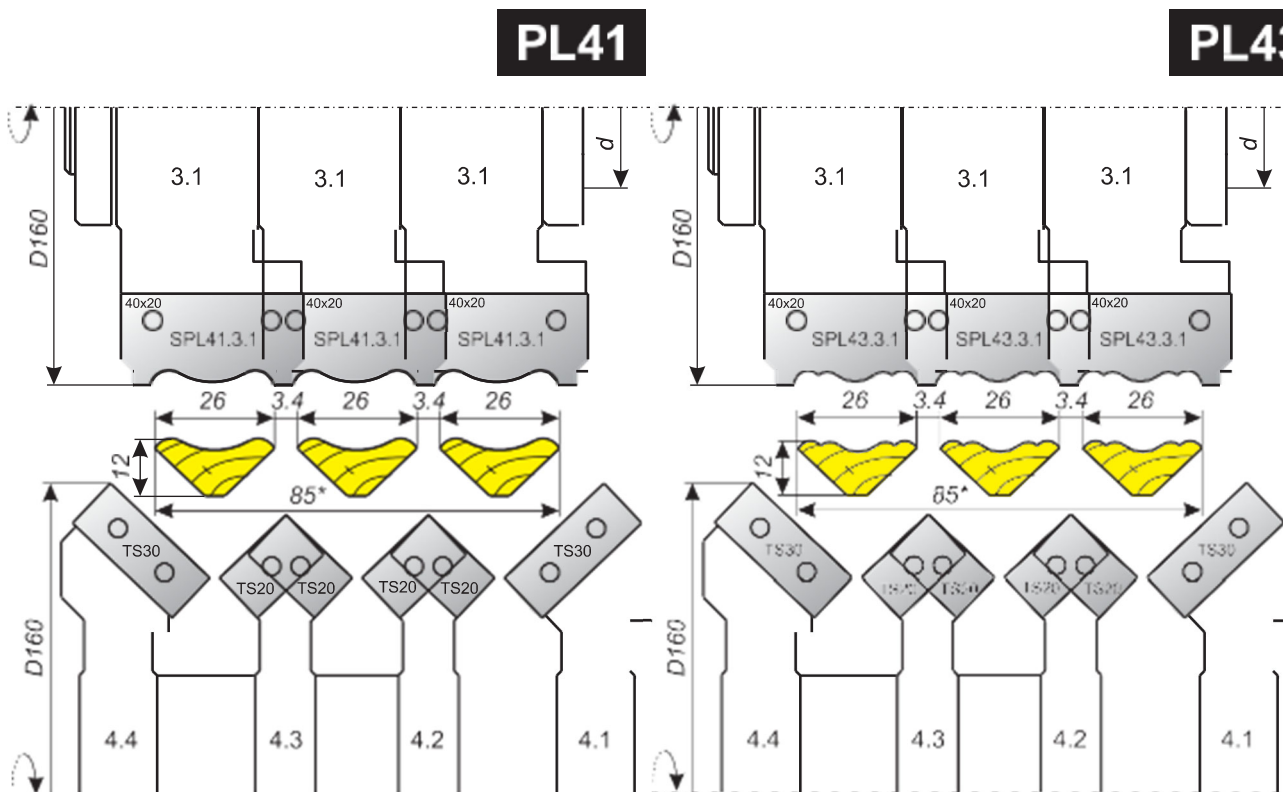 PL41
PL43
3.1 3.1 3.1 d
D160
40x20 40x20 40x20
SPL41.3.1 SPL41.3.1 SPL41.3.1
26 3.4 26 3.4 26
12
85*
TS30 TS20 TS20 TS20 TS20 TS30
D160
4.4 4.3 4.2 4.1
3.1 3.1 3.1 d
D160
40x20 40x20 40x20
SPL43.3.1 SPL43.3.1 SPL43.3.1
26 3.4 26 3.4 26
12
85*
TS30 TS20 TS20 TS20 TS30
D160
4.4 4.3 4.2 4.1